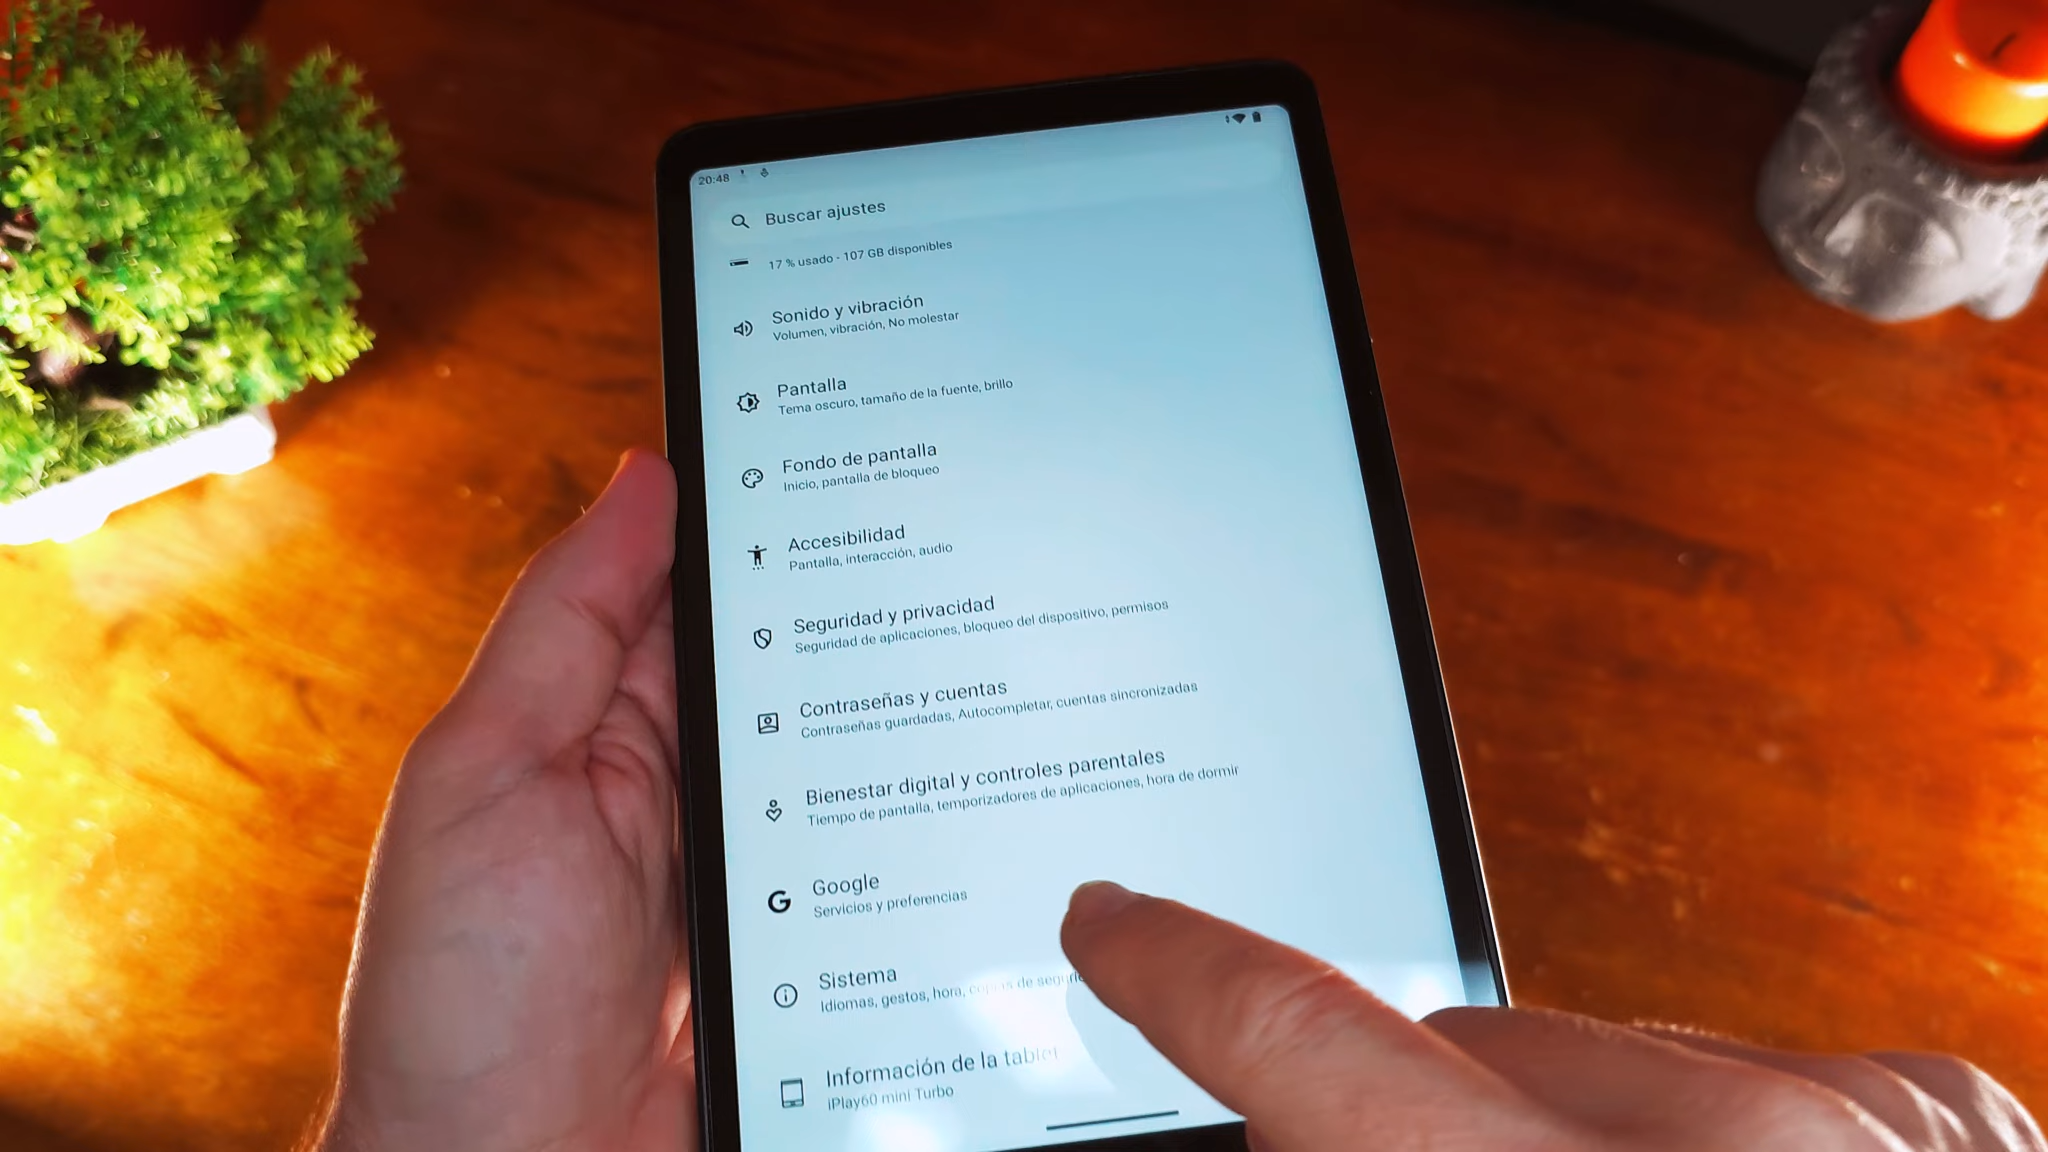 20:48
Buscar ajustes
17 % usado - 107 GB disponibles
Sonido y vibración
Volumen, vibración, No molestar
Pantalla
Tema oscuro, tamaño de la fuente, brillo
Fondo de pantalla
Inicio, pantalla de bloqueo
Accesibilidad
Pantalla, interacción, audio
Seguridad y privacidad
Seguridad de aplicaciones, bloqueo del dispositivo, permisos
Contraseñas y cuentas
Contraseñas guardadas, Autocompletar, cuentas sincronizadas
Bienestar digital y controles parentales
Tiempo de pantalla, temporizadores de aplicaciones, hora de dormir
G Google
Servicios y preferencias
Sistema
Idiomas, gestos, hora, copias de
Información de la tablet
iPlay60 mini Turbo